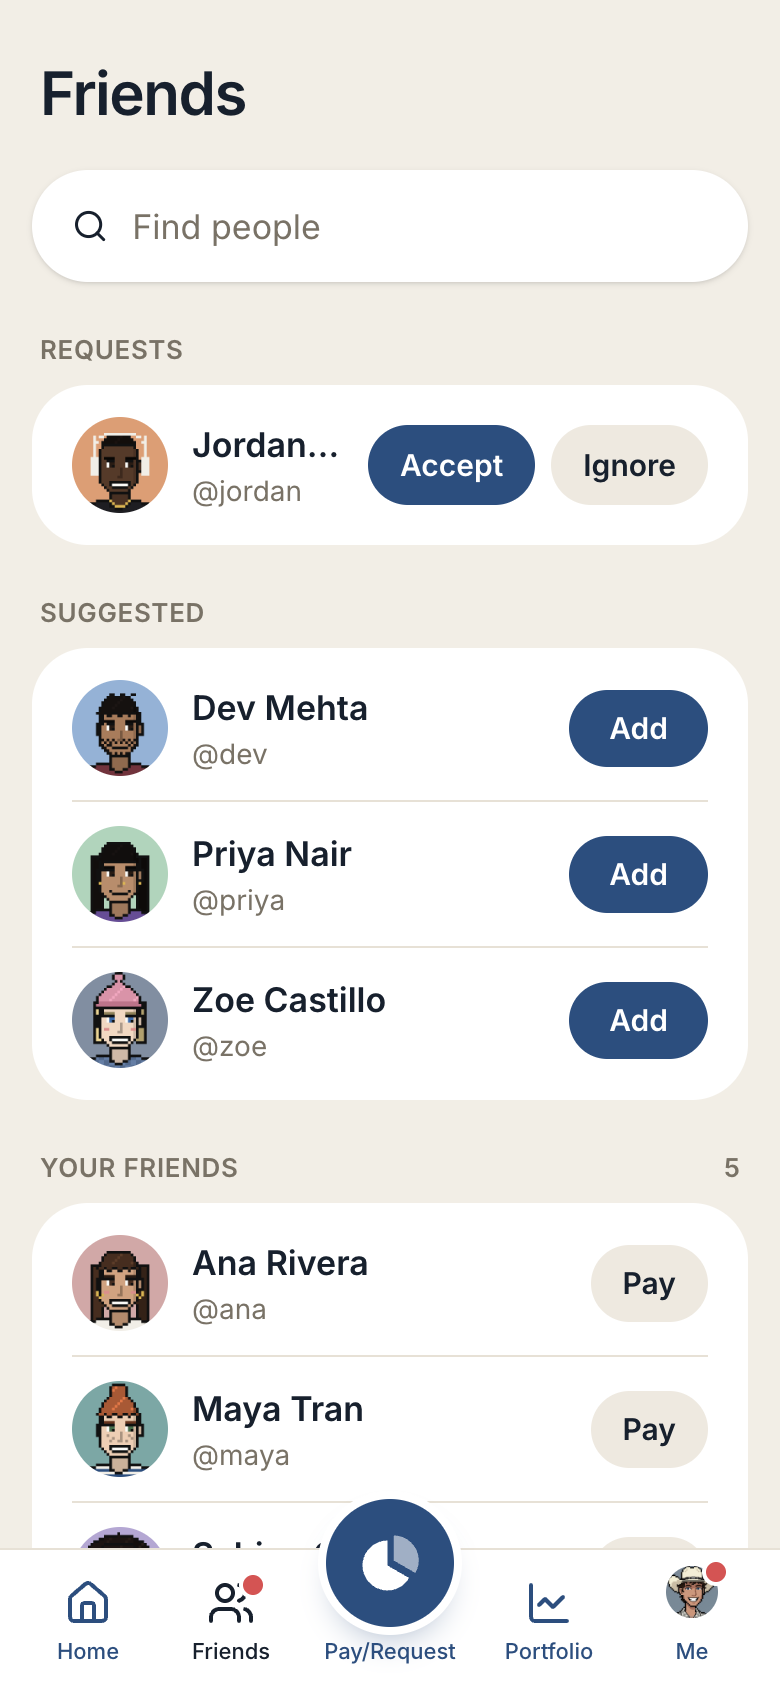 Friends
Find people
REQUESTS
Jordan...
@jordan
Accept
Ignore
SUGGESTED
Dev Mehta
@dev
Add
Priya Nair
@priya
Add
Zoe Castillo
@zoe
Add
YOUR FRIENDS
5
Ana Rivera
@ana
Pay
Maya Tran
@maya
Pay
Home
Friends
Pay/Request
Portfolio
Me